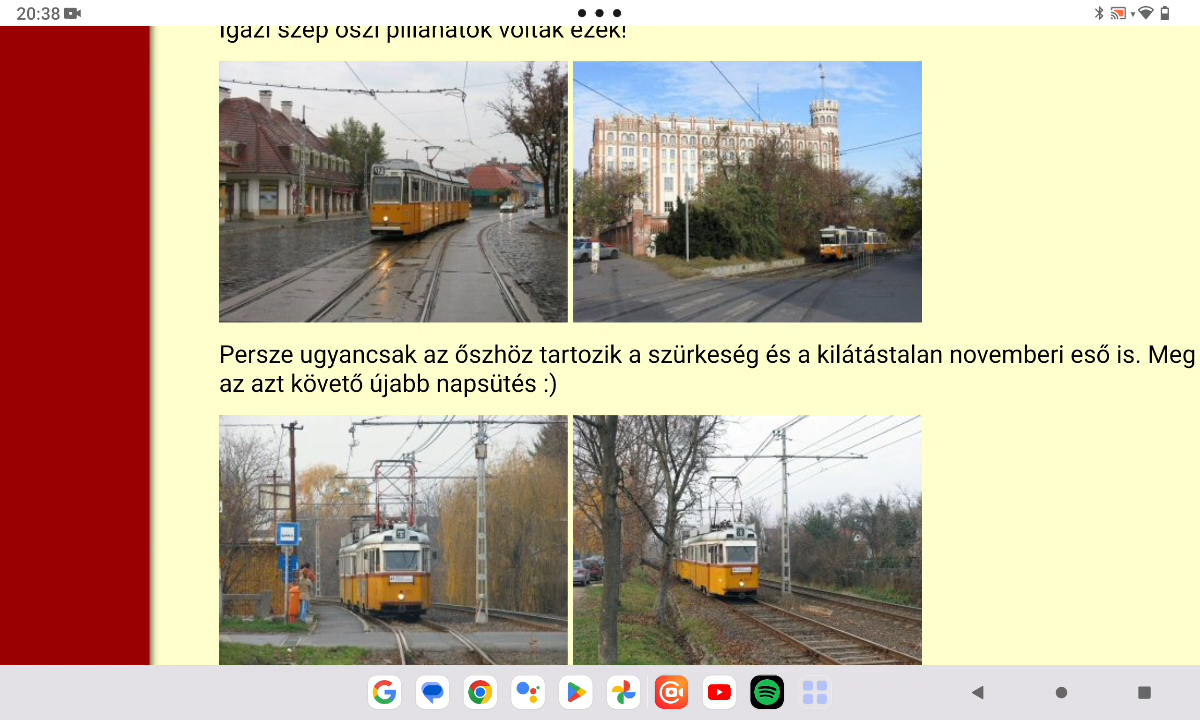 20:38
Igazi szép őszi pillanatok voltak ezek!
Persze ugyancsak az őszhöz tartozik a szürkeség és a kilátástalan novemberi eső is. Meg
az azt követő újabb napsütés :)